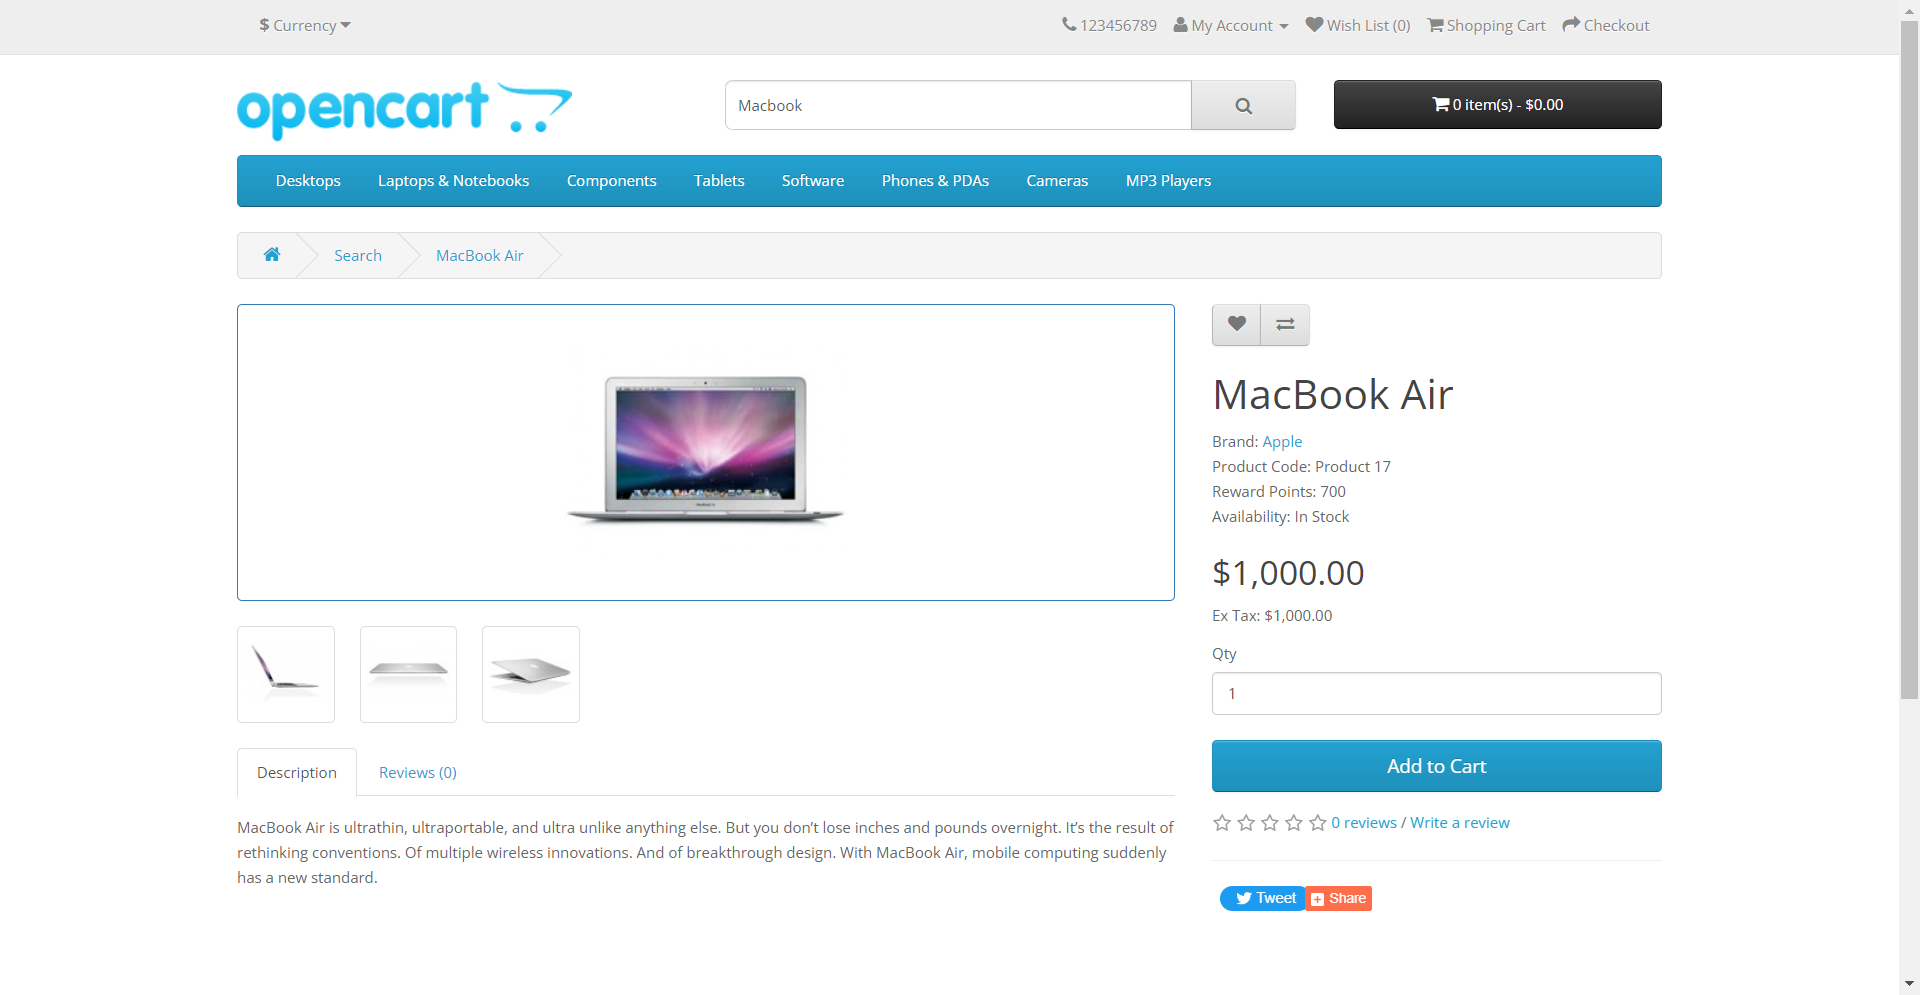 $ Currency
123456789 My Account Wish List (0) Shopping Cart Checkout
opencart
Macbook
0 item(s) - $0.00
Desktops Laptops & Notebooks Components Tablets Software Phones & PDAs Cameras MP3 Players
Search MacBook Air
MacBook Air
Brand: Apple
Product Code: Product 17
Reward Points: 700
Availability: In Stock
$1,000.00
Ex Tax: $1,000.00
Qty
1
Add to Cart
0 reviews / Write a review
Tweet Share
Description Reviews (0)
MacBook Air is ultrathin, ultraportable, and ultra unlike anything else. But you don’t lose inches and pounds overnight. It’s the result of
rethinking conventions. Of multiple wireless innovations. And of breakthrough design. With MacBook Air, mobile computing suddenly
has a new standard.